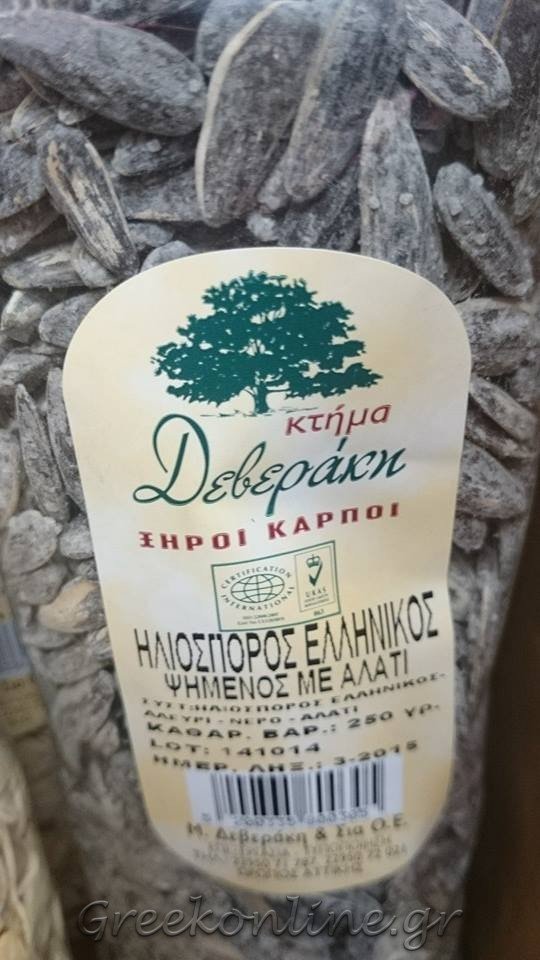 κτήμα
Δεβεράκη
ΞΗΡΟΙ ΚΑΡΠΟΙ
CERTIFICATION
INTERNATIONAL
UKAS
ΗΛΙΟΣΠΟΡΟΣ ΕΛΛΗΝΙΚΟΣ
ΨΗΜΕΝΟΣ ΜΕ ΑΛΑΤΙ
ΣΥΣΤ:ΗΛΙΟΣΠΟΡΟΣ ΕΛΛΗΝΙΚΟΣ-
ΑΛΕΥΡΙ - ΝΕΡΟ - ΑΛΑΤΙ
ΚΑΘΑΡ. ΒΑΡ.: 250 γρ.
LOT: 141014
ΗΜΕΡ. ΛΗΞ.: 3-2015
Μ. Δεβεράκη & Σια Ο.Ε.
Greekonline.gr